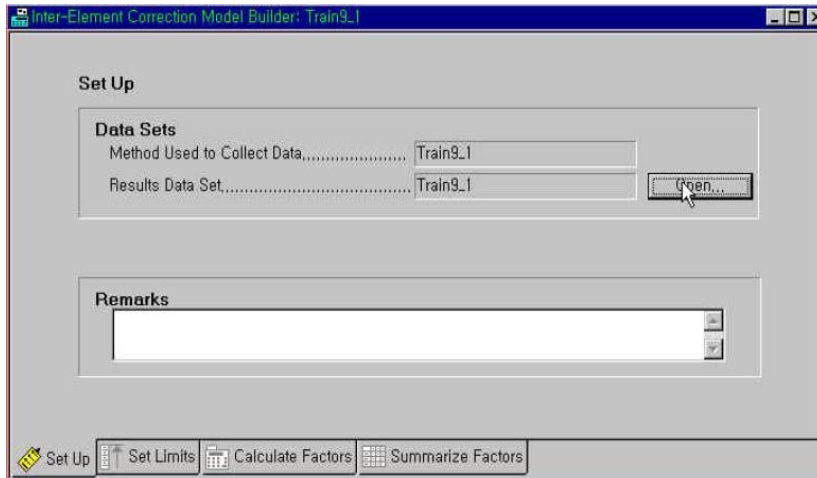 Inter-Element Correction Model Builder: Train9_1
Set Up
Data Sets
Method Used to Collect Data...................... Train9_1
Results Data Set........................................ Train9_1
Open...
Remarks
Set Up
Set Limits
Calculate Factors
Summarize Factors